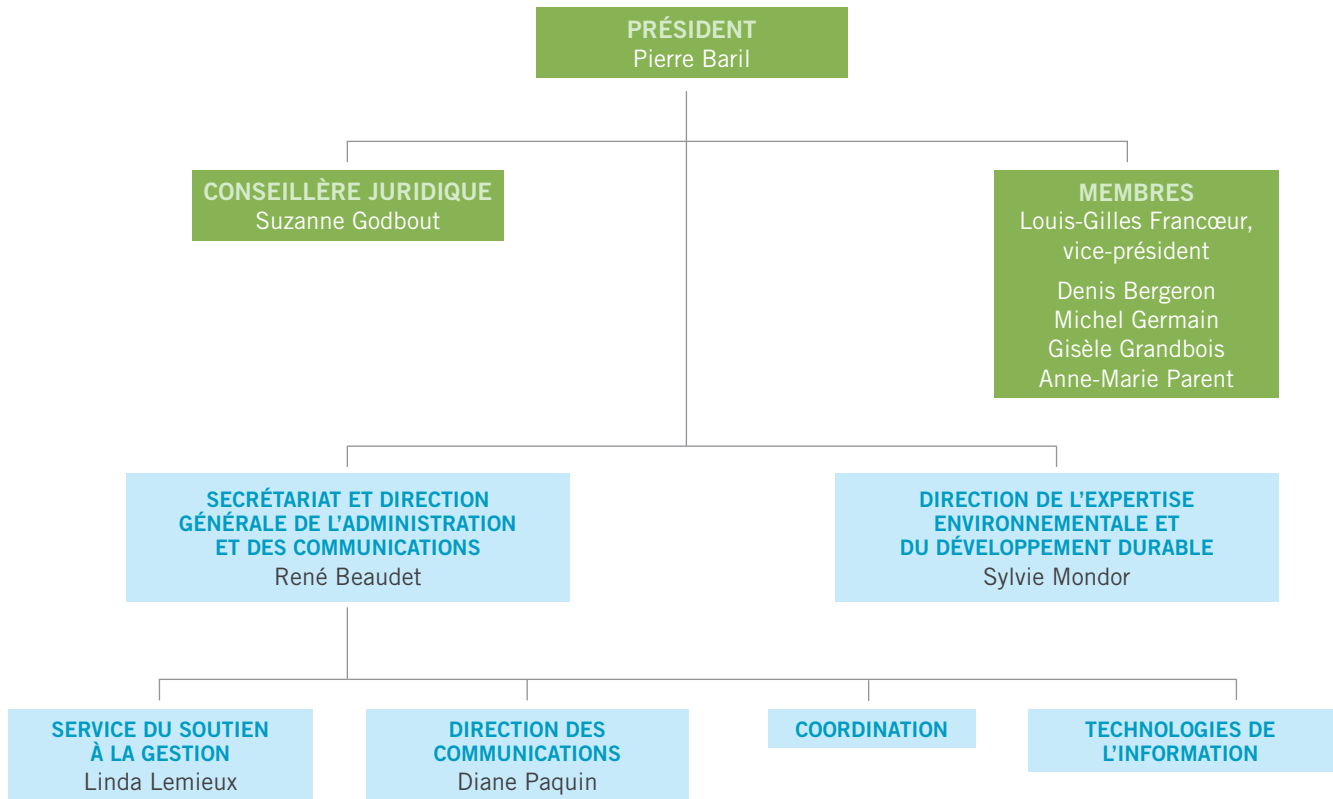 PRÉSIDENT
Pierre Baril
CONSEILLÈRE JURIDIQUE
Suzanne Godbout
MEMBRES
Louis-Gilles Francœur,
vice-président
Denis Bergeron
Michel Germain
Gisèle Grandbois
Anne-Marie Parent
SECRÉTARIAT ET DIRECTION
GÉNÉRALE DE L’ADMINISTRATION
ET DES COMMUNICATIONS
René Beaudet
DIRECTION DE L’EXPERTISE
ENVIRONNEMENTALE ET
DU DÉVELOPPEMENT DURABLE
Sylvie Mondor
SERVICE DU SOUTIEN
À LA GESTION
Linda Lemieux
DIRECTION DES
COMMUNICATIONS
Diane Paquin
COORDINATION
TECHNOLOGIES DE
L’INFORMATION